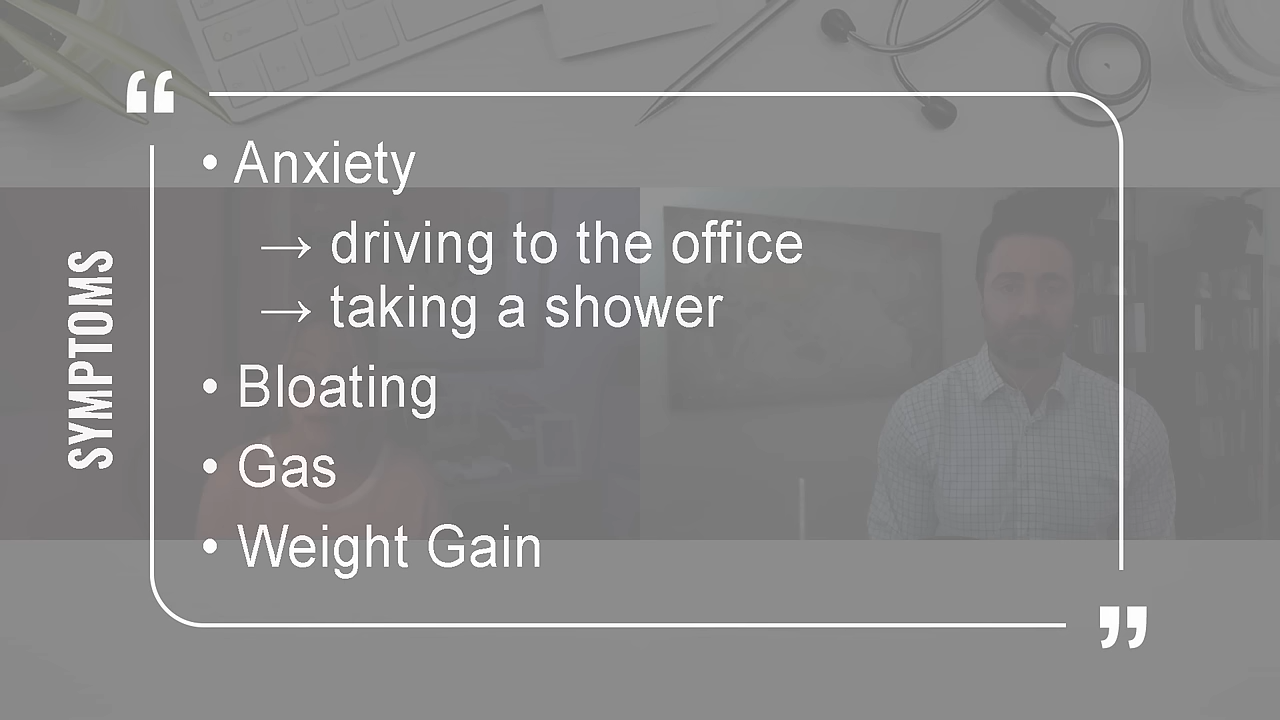 SYMPTOMS
“
• Anxiety
→ driving to the office
→ taking a shower
• Bloating
• Gas
• Weight Gain
”